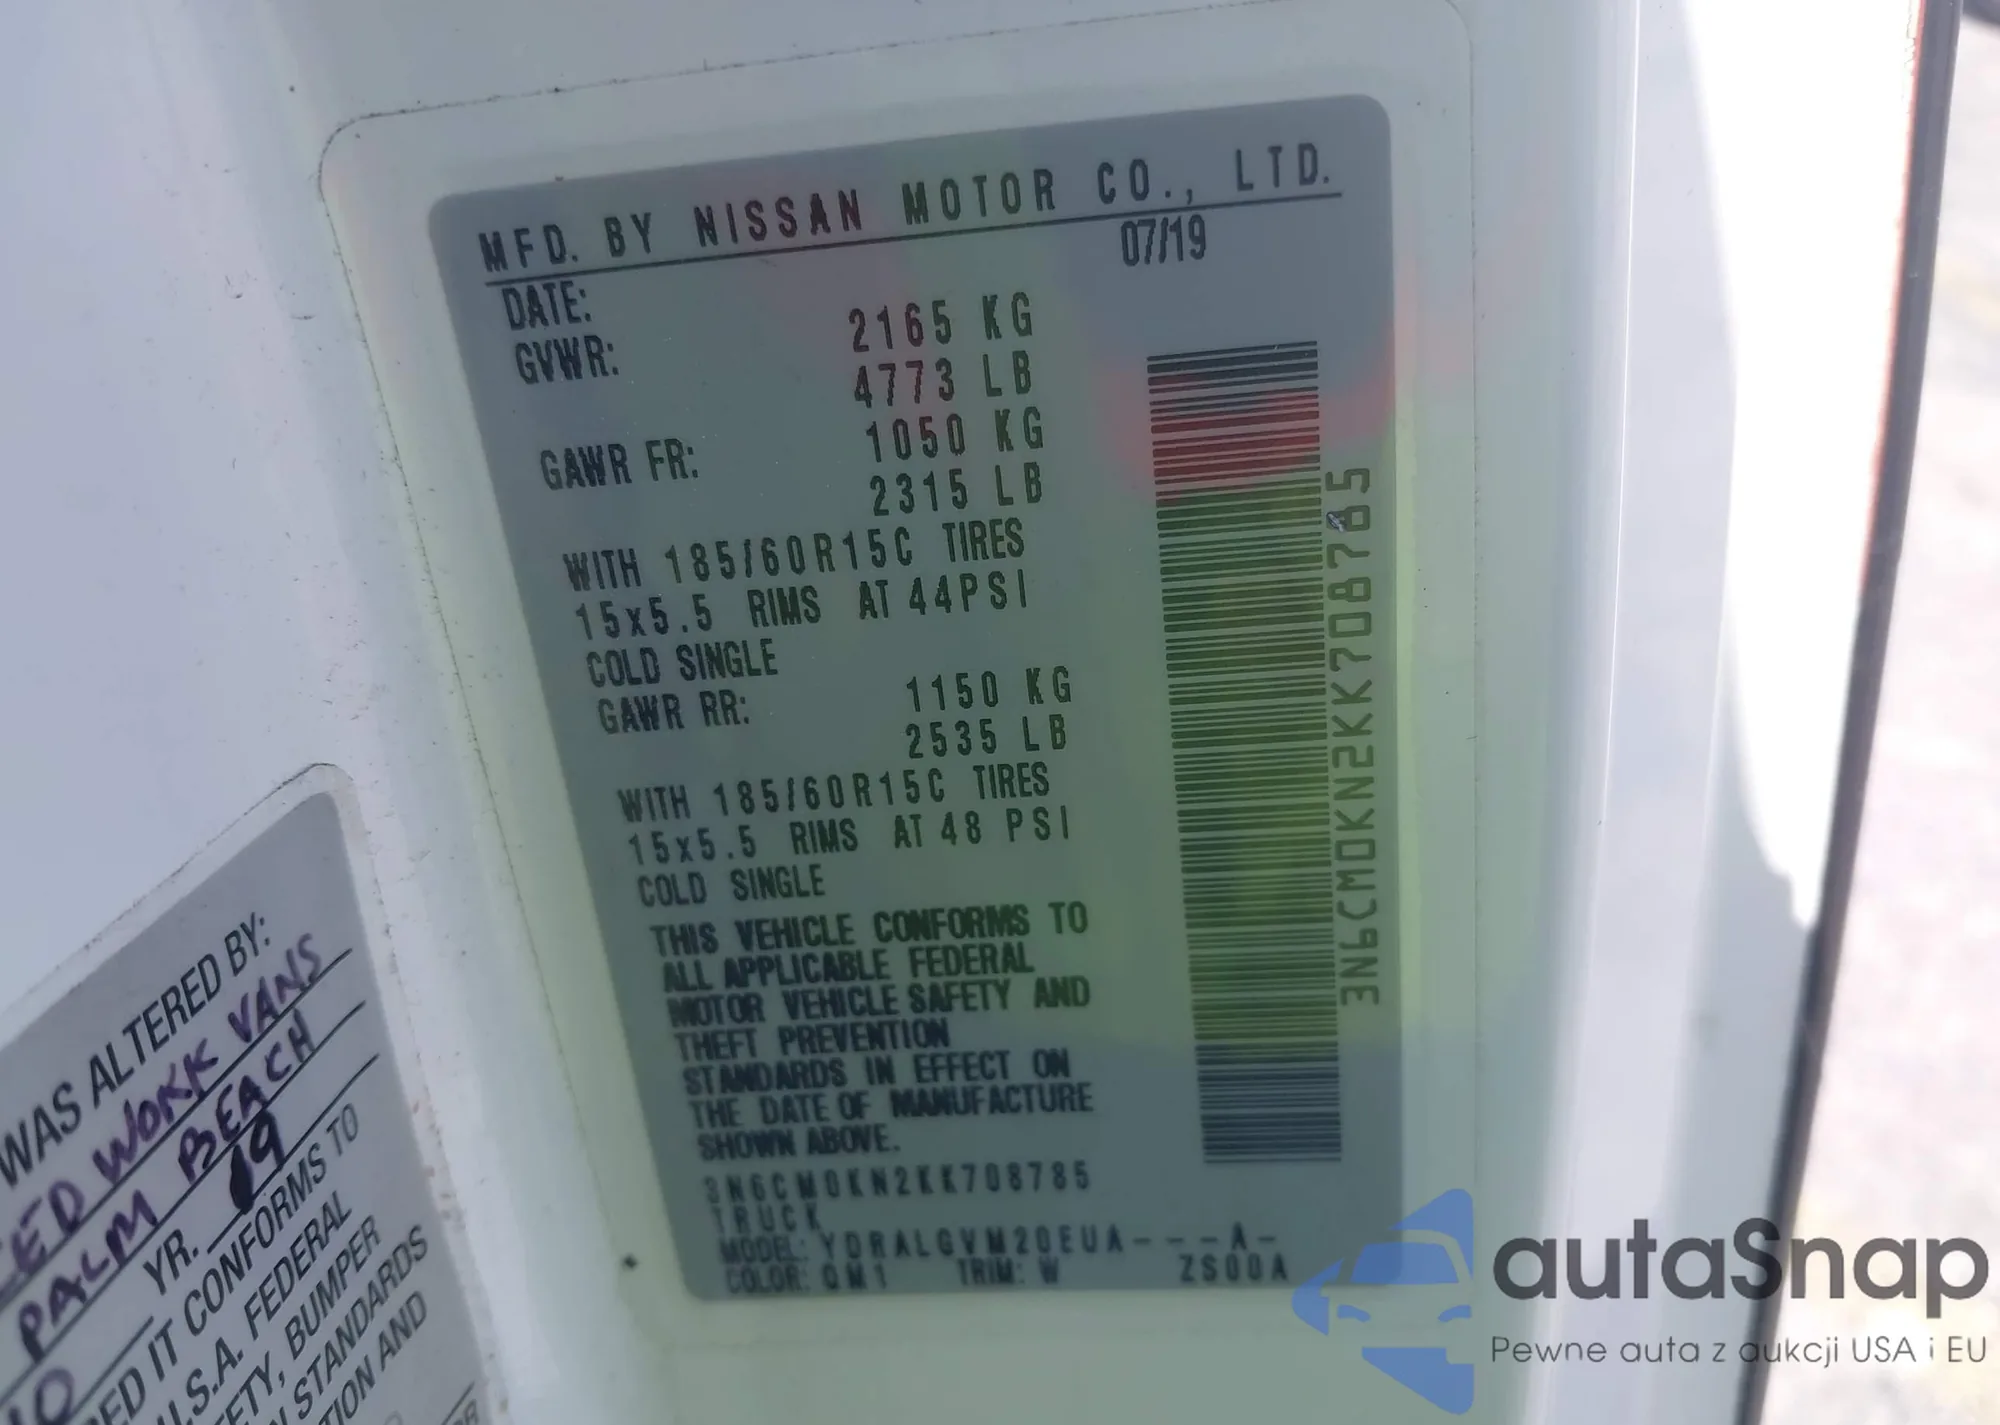 MFD. BY NISSAN MOTOR CO., LTD.
DATE: 07/19
GVWR: 2165 KG
4773 LB
GAWR FR: 1050 KG
2315 LB
WITH 185/60R15C TIRES
15x5.5 RIMS AT 44PSI
COLD SINGLE
GAWR RR: 1150 KG
2535 LB
WITH 185/60R15C TIRES
15x5.5 RIMS AT 48 PSI
COLD SINGLE
THIS VEHICLE CONFORMS TO
ALL APPLICABLE FEDERAL
MOTOR VEHICLE SAFETY AND
THEFT PREVENTION
STANDARDS IN EFFECT ON
THE DATE OF MANUFACTURE
SHOWN ABOVE.
3N6CM0KN2KK708785
TRUCK
MODEL: YDRALGVM20EUA---A-
COLOR: QM1 TRIM: W ZS00A
3N6CM0KN2KK708785
WAS ALTERED BY:
WORK VANS
PALM BEACH
YR. 19
IT CONFORMS TO
U.S.A. FEDERAL
BUMPER
STANDARDS
AND
autaSnap
Pewne auta z aukcji USA i EU